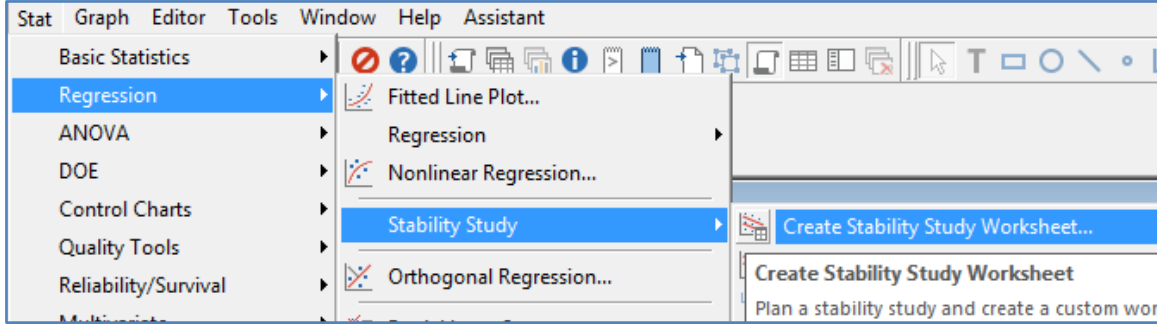 Stat Graph Editor Tools Window Help Assistant
Basic Statistics
Regression
Fitted Line Plot...
ANOVA
Regression
DOE
Nonlinear Regression...
Control Charts
Stability Study
Create Stability Study Worksheet...
Quality Tools
Reliability/Survival
Orthogonal Regression...
Create Stability Study Worksheet
Plan a stability study and create a custom wor